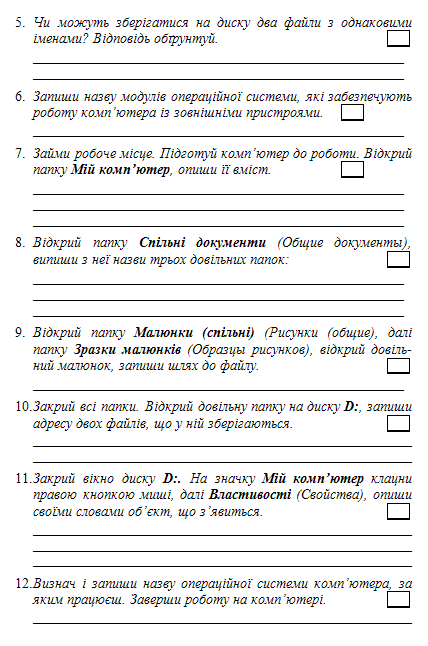 5. Чи можуть зберігатися на диску два файли з однаковими
іменами? Відповідь обґрунтуй.
6. Запиши назву модулів операційної системи, які забезпечують
роботу комп’ютера із зовнішніми пристроями.
7. Займи робоче місце. Підготуй комп’ютер до роботи. Відкрий
папку Мій комп’ютер, опиши її вміст.
8. Відкрий папку Спільні документи (Общие документы),
випиши з неї назви трьох довільних папок:
9. Відкрий папку Малюнки (спільні) (Рисунки (общие), далі
папку Зразки малюнків (Образцы рисунков), відкрий довіль-
ний малюнок, запиши шлях до файлу.
10.Закрий всі папки. Відкрий довільну папку на диску D:, запиши
адресу двох файлів, що у ній зберігаються.
11.Закрий вікно диску D:. На значку Мій комп’ютер клацни
правою кнопкою миші, далі Властивості (Свойства), опиши
своїми словами об’єкт, що з’явиться.
12.Визнач і запиши назву операційної системи комп’ютера, за
яким працюєш. Заверши роботу на комп’ютері.